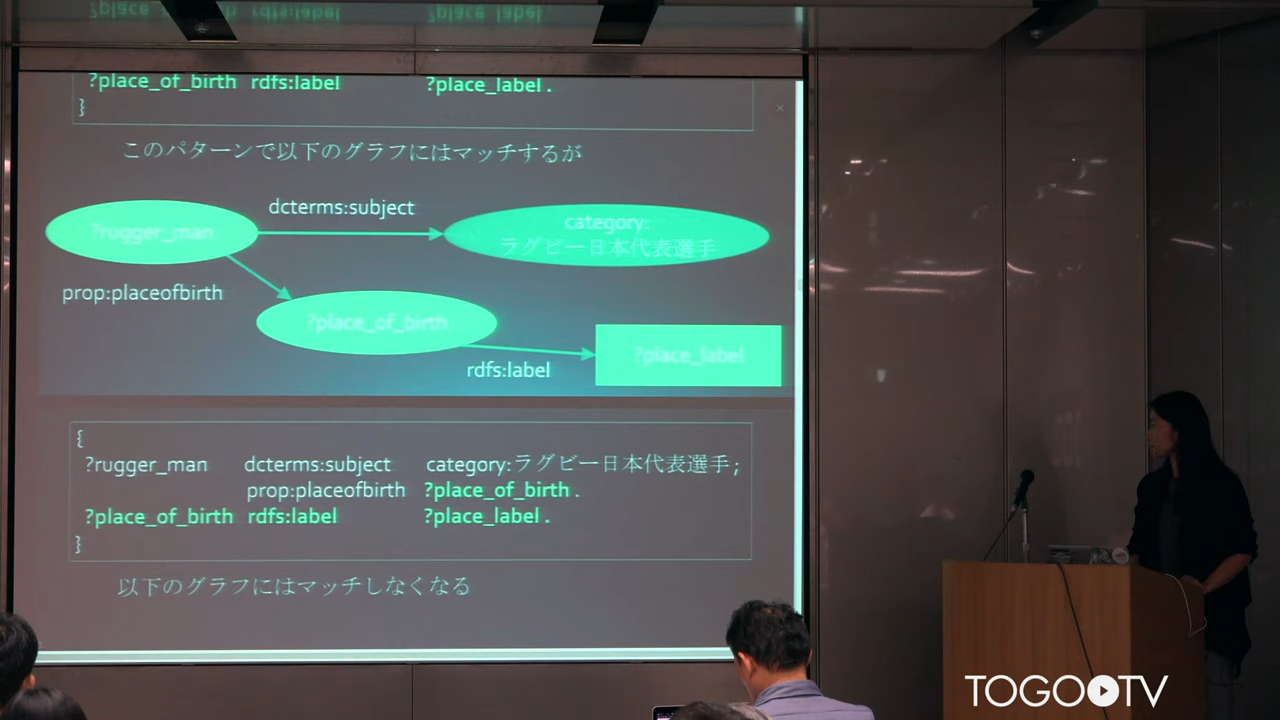 ?place_of_birth rdfs:label ?place_label .
}
このパターンで以下のグラフにはマッチするが
dcterms:subject
?rugger_man
category:
ラグビー日本代表選手
prop:placeofbirth
?place_of_birth
?place_label
rdfs:label
{
?rugger_man dcterms:subject category:ラグビー日本代表選手;
prop:placeofbirth ?place_of_birth .
?place_of_birth rdfs:label ?place_label .
}
以下のグラフにはマッチしなくなる
TOGOTV